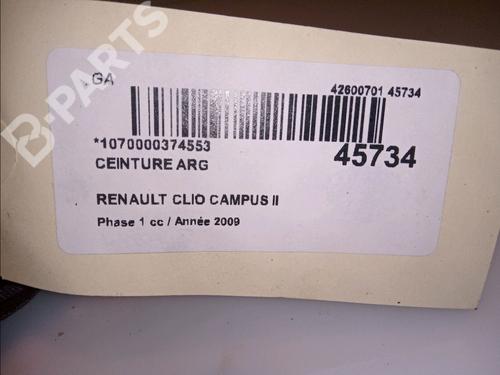 GA
42600701 45734
*1070000374553
45734
CEINTURE ARG
RENAULT CLIO CAMPUS II
Phase 1 cc / Année 2009
B-PARTS